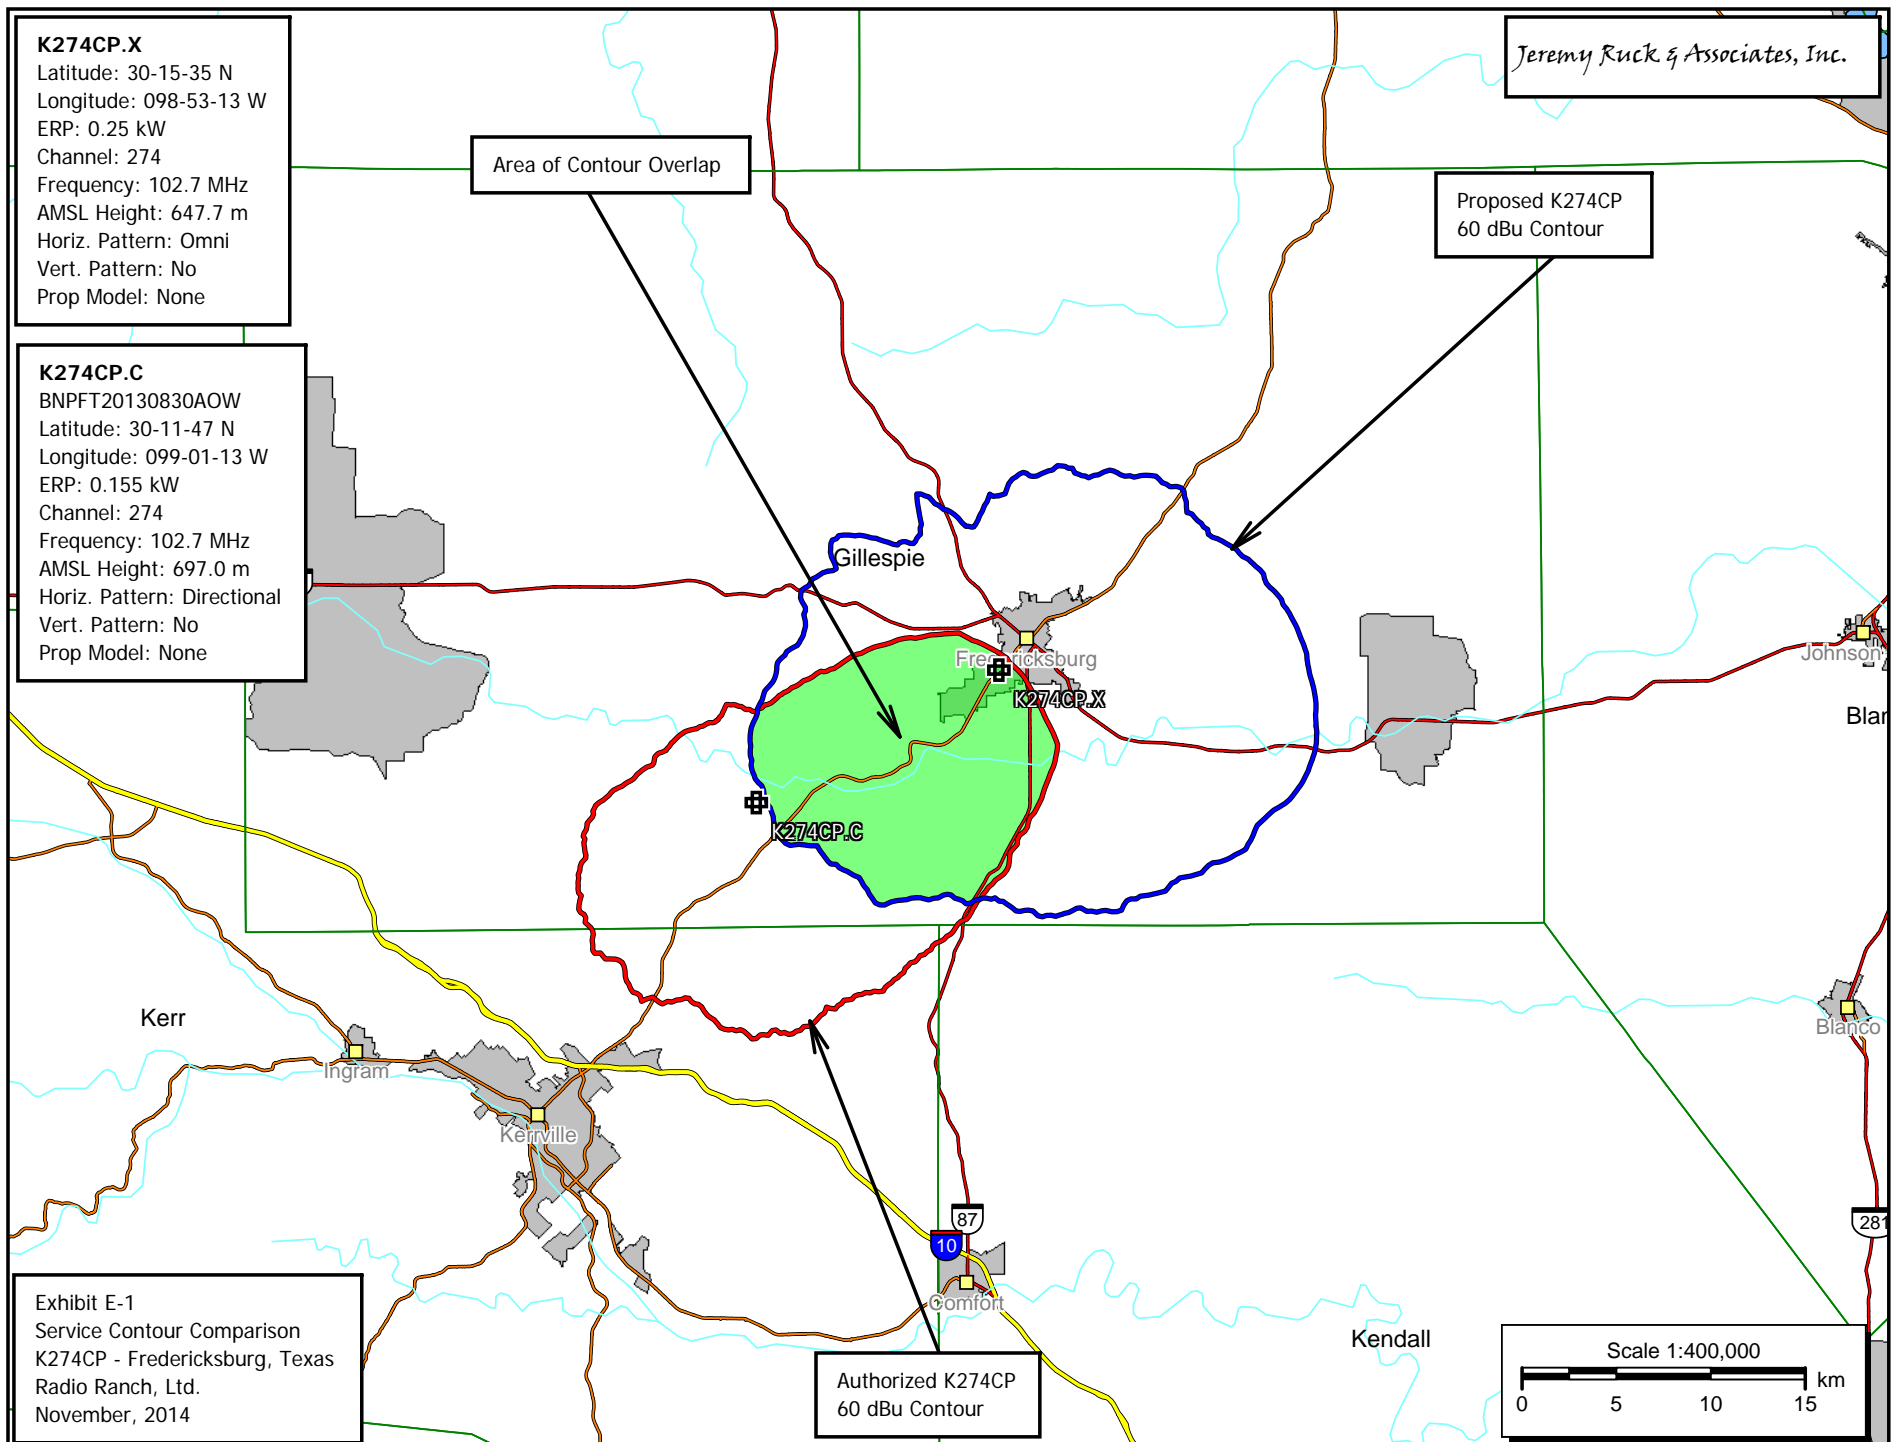 K274CP.X
Latitude: 30-15-35 N
Longitude: 098-53-13 W
ERP: 0.25 kW
Channel: 274
Frequency: 102.7 MHz
AMSL Height: 647.7 m
Horiz. Pattern: Omni
Vert. Pattern: No
Prop Model: None
Jeremy Ruck & Associates, Inc.
Area of Contour Overlap
Proposed K274CP
60 dBu Contour
K274CP.C
BNPFT20130830AOW
Latitude: 30-11-47 N
Longitude: 099-01-13 W
ERP: 0.155 kW
Channel: 274
Frequency: 102.7 MHz
AMSL Height: 697.0 m
Horiz. Pattern: Directional
Vert. Pattern: No
Prop Model: None
Gillespie
Fredericksburg
K274CP.X
Johnson
Blan
K274CP.C
Kerr
Ingram
Kerrville
Blanco
87
10
281
Comfort
Kendall
Exhibit E-1
Service Contour Comparison
K274CP - Fredericksburg, Texas
Radio Ranch, Ltd.
November, 2014
Authorized K274CP
60 dBu Contour
Scale 1:400,000
km
0 5 10 15